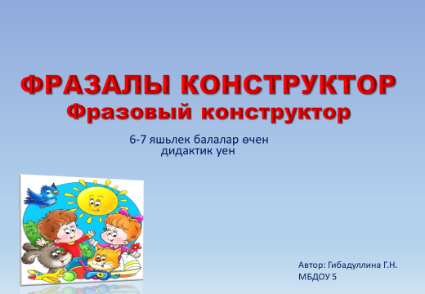 ФРАЗАЛЫ КОНСТРУКТОР
Фразовый конструктор
6-7 яшьлек балалар өчен
дидактик уен
Автор: Гибадуллина Г.Н.
МБДОУ 5